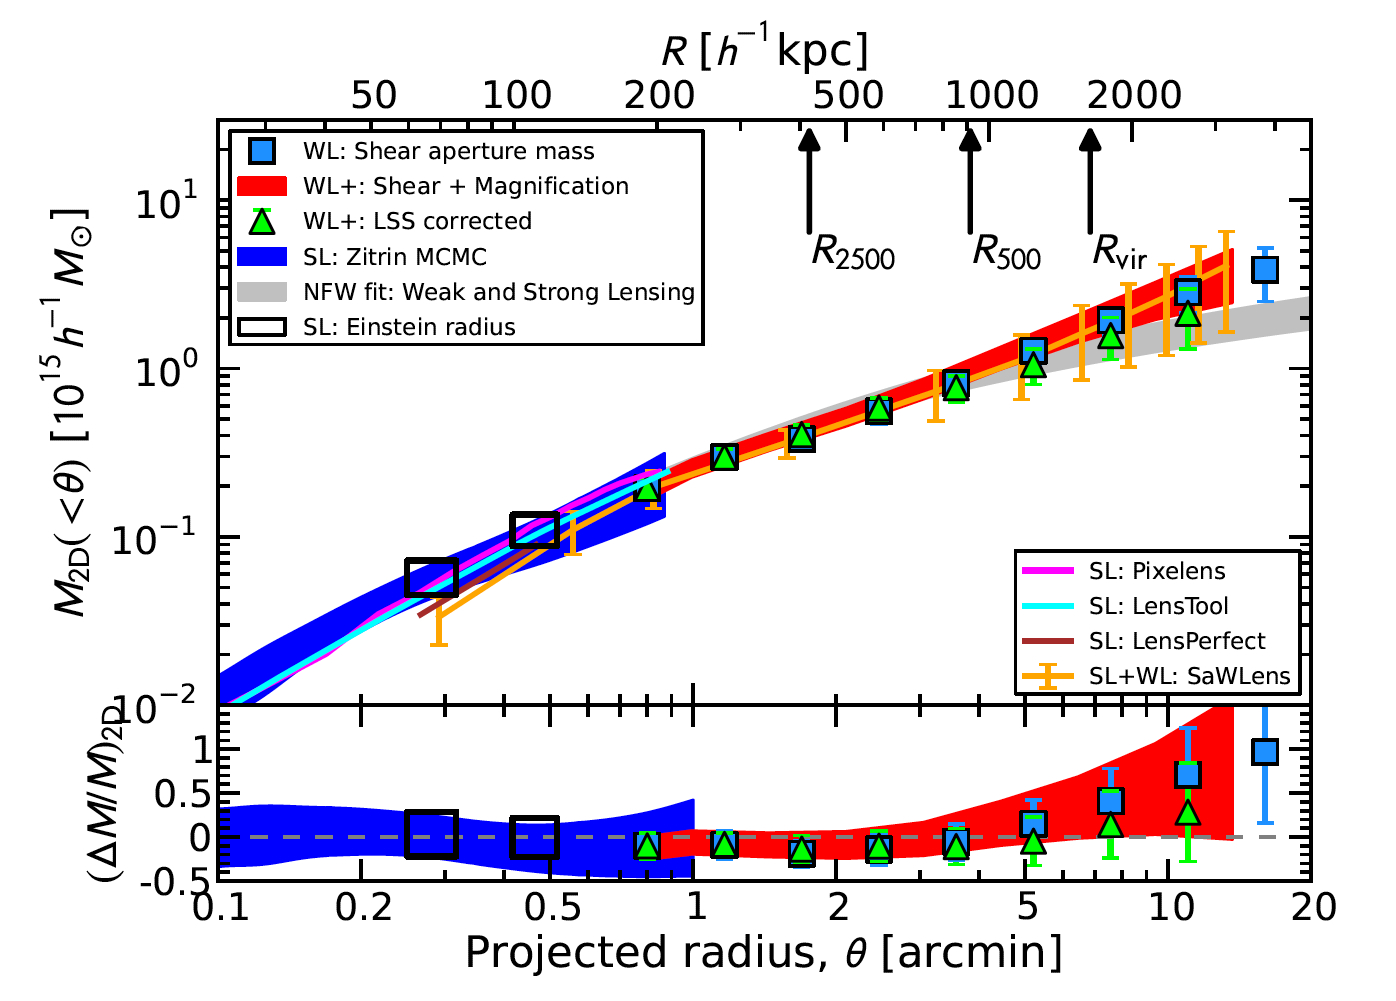 R [h⁻¹ kpc]
50 100 200 500 1000 2000
WL: Shear aperture mass
WL+: Shear + Magnification
WL+: LSS corrected
SL: Zitrin MCMC
NFW fit: Weak and Strong Lensing
SL: Einstein radius
R₂₅₀₀ R₅₀₀ R_vir
M₂D( <θ) [10¹⁵ h⁻¹ M☉]
10¹
10⁰
10⁻¹
10⁻²
SL: Pixelens
SL: LensTool
SL: LensPerfect
SL+WL: SaWLens
(ΔM/M)₂D
1
0.5
0
-0.5
0.1 0.2 0.5 1 2 5 10 20
Projected radius, θ [arcmin]